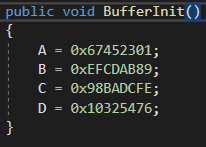 public void BufferInit()
{
A = 0x67452301;
B = 0xEFCDAB89;
C = 0x98BADCFE;
D = 0x10325476;
}